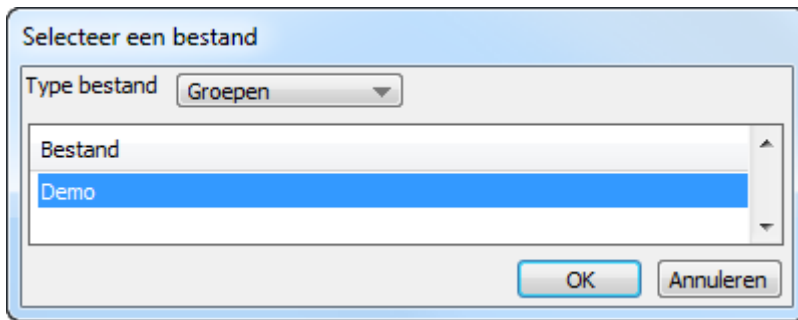 Selecteer een bestand
Type bestand Groepen
Bestand
Demo
OK Annuleren